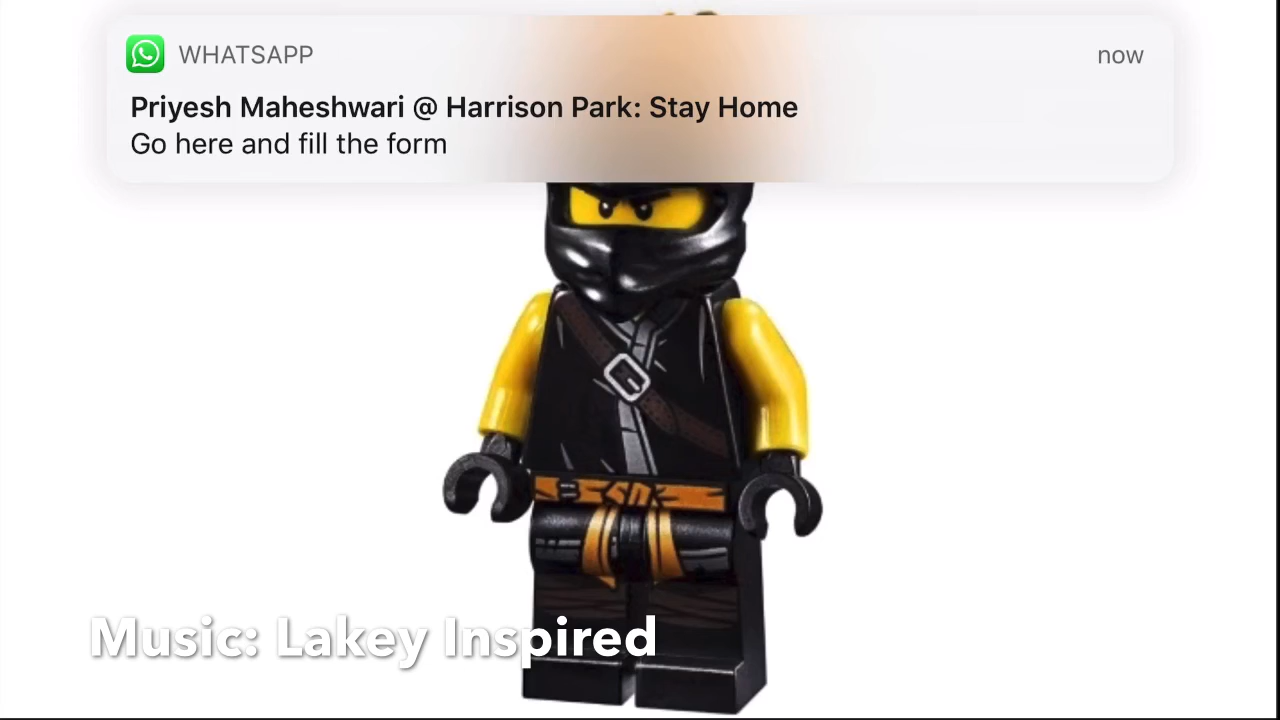 WHATSAPP now
Priyesh Maheshwari @ Harrison Park: Stay Home
Go here and fill the form
Music: Lakey Inspired